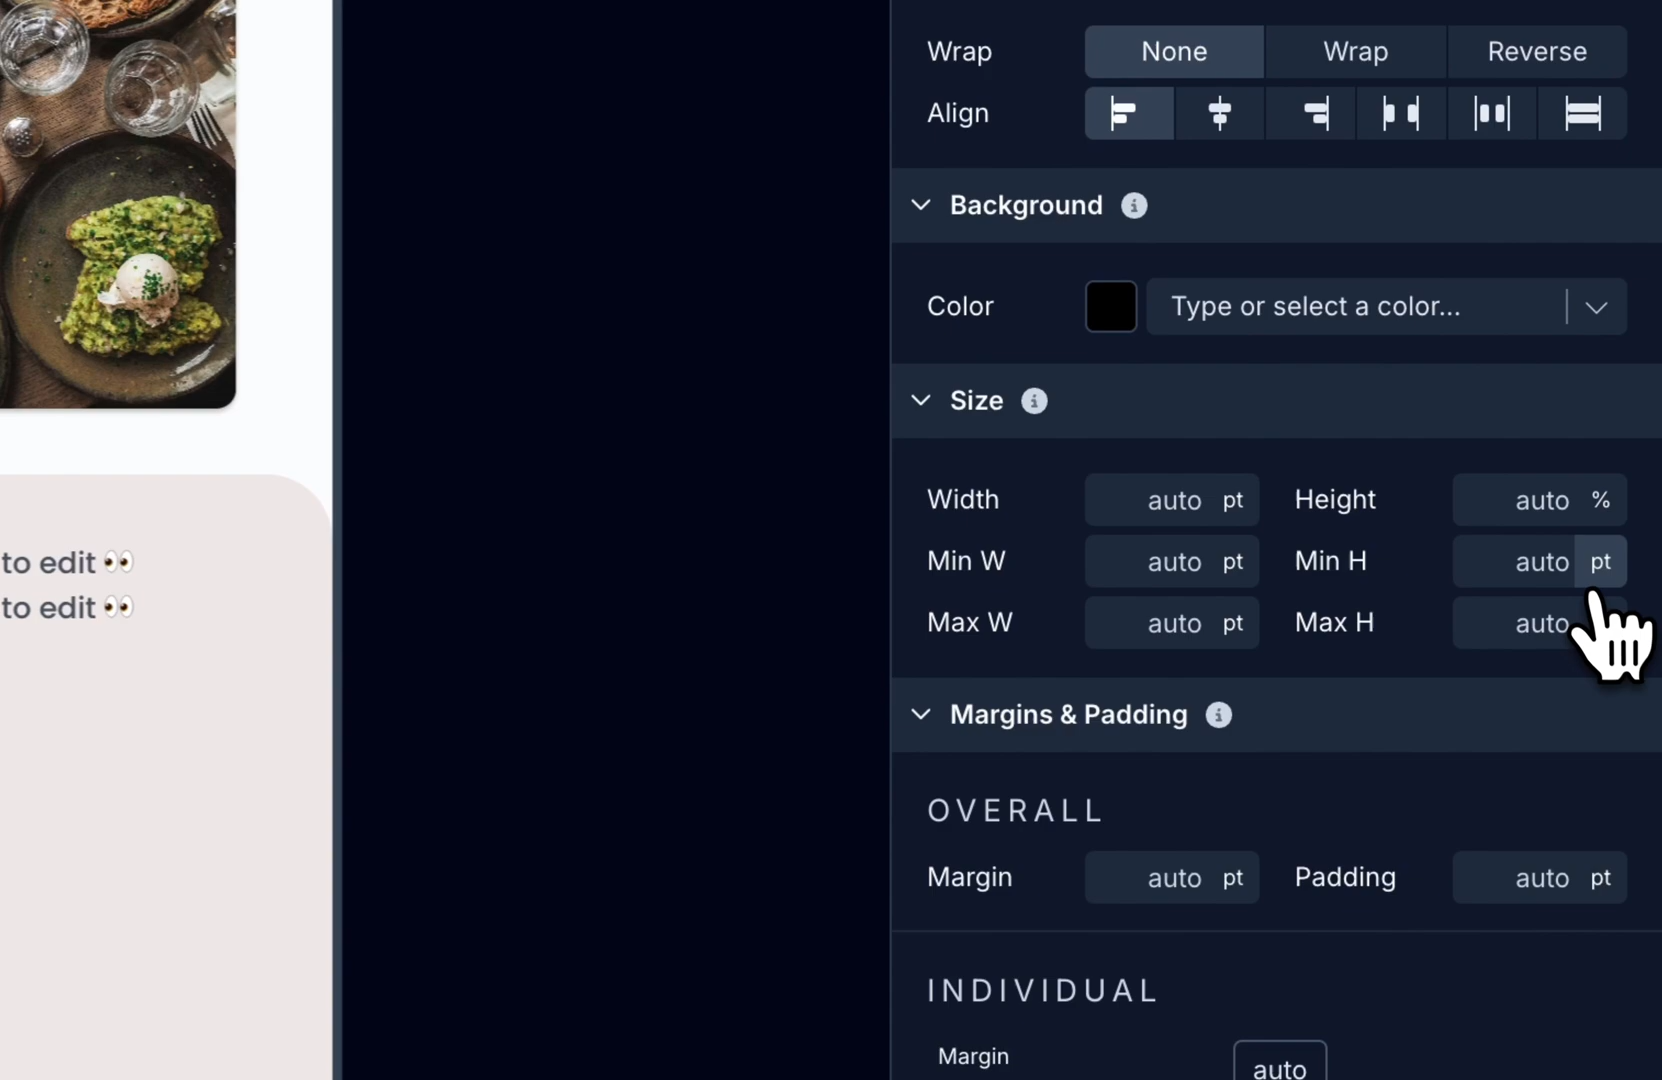 Wrap None Wrap Reverse
Align
Background
Color Type or select a color...
Size
Width auto pt Height auto %
to edit 👀
Min W auto pt Min H auto pt
to edit 👀
Max W auto pt Max H auto
Margins & Padding
OVERALL
Margin auto pt Padding auto pt
INDIVIDUAL
Margin auto